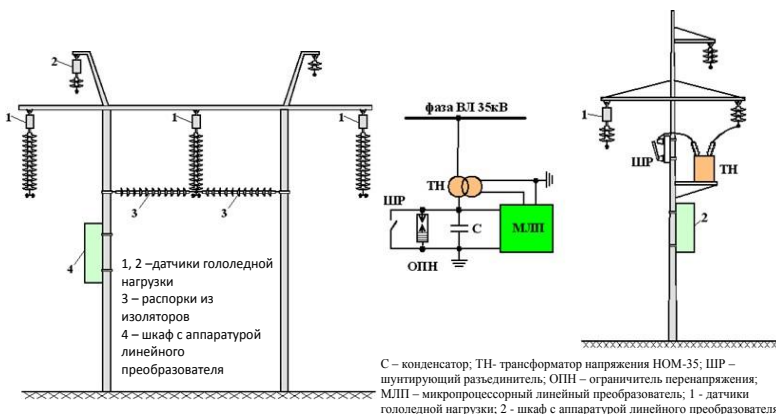 2
1
1
1
3
3
4
1, 2 –датчики гололедной
нагрузки
3 – распорки из
изоляторов
4 – шкаф с аппаратурой
линейного
преобразователя
фаза ВЛ 35кВ
ТН
ШР
С
МЛП
ОПН
1
ШР
ТН
2
С – конденсатор; ТН- трансформатор напряжения НОМ-35; ШР –
шунтирующий разъединитель; ОПН – ограничитель перенапряжения;
МЛП – микропроцессорный линейный преобразователь; 1 - датчики
гололедной нагрузки; 2 - шкаф с аппаратурой линейного преобразователя